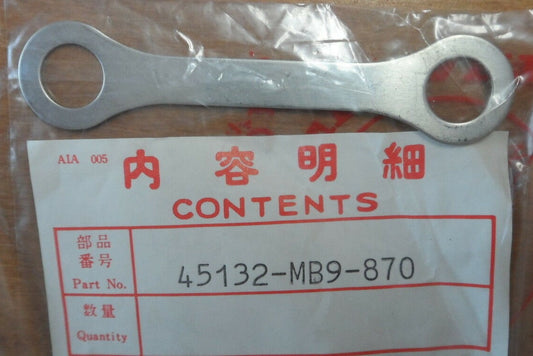 AIA 005
内容明細
CONTENTS
部品
番号
Part No.
45132-MB9-870
数量
Quantity